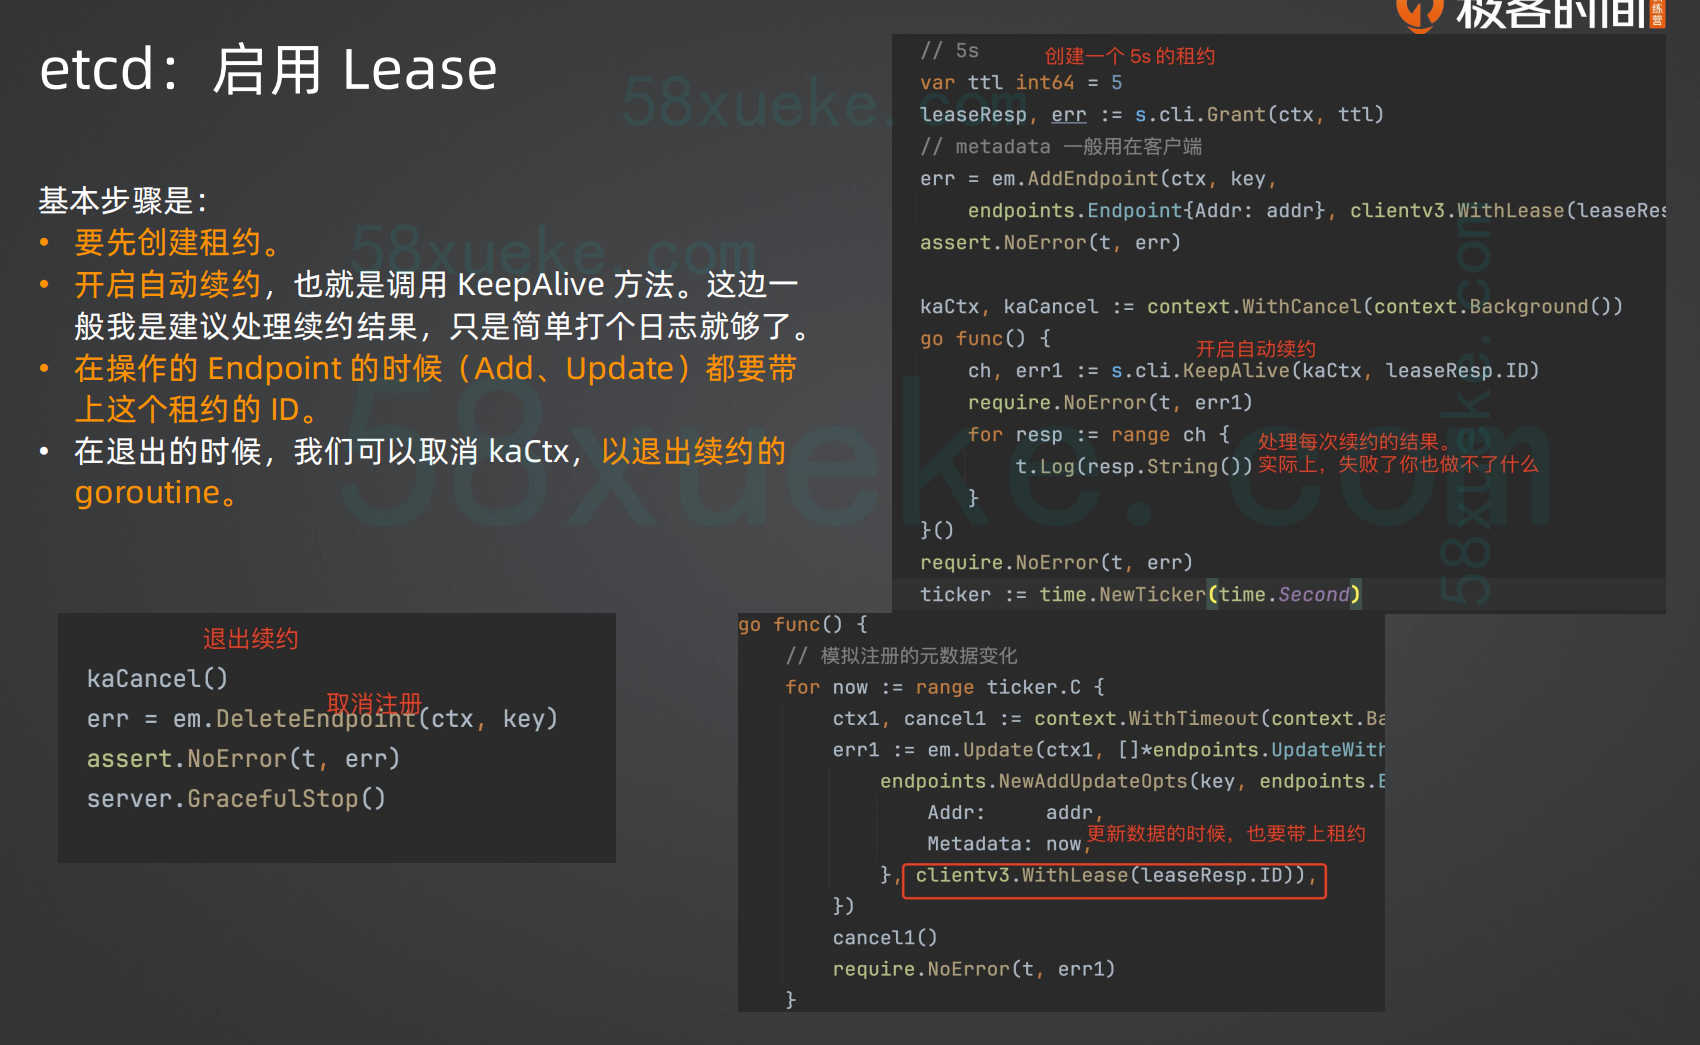 极客时间
训练营
etcd：启用 Lease
58xueke.com
基本步骤是：
• 要先创建租约。
• 开启自动续约，也就是调用 KeepAlive 方法。这边一
般我是建议处理续约结果，只是简单打个日志就够了。
• 在操作的 Endpoint 的时候（Add、Update）都要带
上这个租约的 ID。
• 在退出的时候，我们可以取消 kaCtx，以退出续约的
goroutine。
58xueke.com
58xueke.com
58xueke.com
// 5s
创建一个 5s 的租约
var ttl int64 = 5
leaseResp, err := s.cli.Grant(ctx, ttl)
// metadata 一般用在客户端
err = em.AddEndpoint(ctx, key,
endpoints.Endpoint{Addr: addr}, clientv3.WithLease(leaseRes
assert.NoError(t, err)
kaCtx, kaCancel := context.WithCancel(context.Background())
go func() {
开启自动续约
ch, err1 := s.cli.KeepAlive(kaCtx, leaseResp.ID)
require.NoError(t, err1)
for resp := range ch {
处理每次续约的结果。
t.Log(resp.String())
实际上，失败了你也做不了什么
}
}()
require.NoError(t, err)
ticker := time.NewTicker(time.Second)
退出续约
kaCancel()
取消注册
err = em.DeleteEndpoint(ctx, key)
assert.NoError(t, err)
server.GracefulStop()
go func() {
// 模拟注册的元数据变化
for now := range ticker.C {
ctx1, cancel1 := context.WithTimeout(context.Ba
err1 := em.Update(ctx1, []*endpoints.UpdateWith
endpoints.NewAddUpdateOpts(key, endpoints.E
Addr: addr,
更新数据的时候，也要带上租约
Metadata: now,
}, clientv3.WithLease(leaseResp.ID)),
})
cancel1()
require.NoError(t, err1)
}